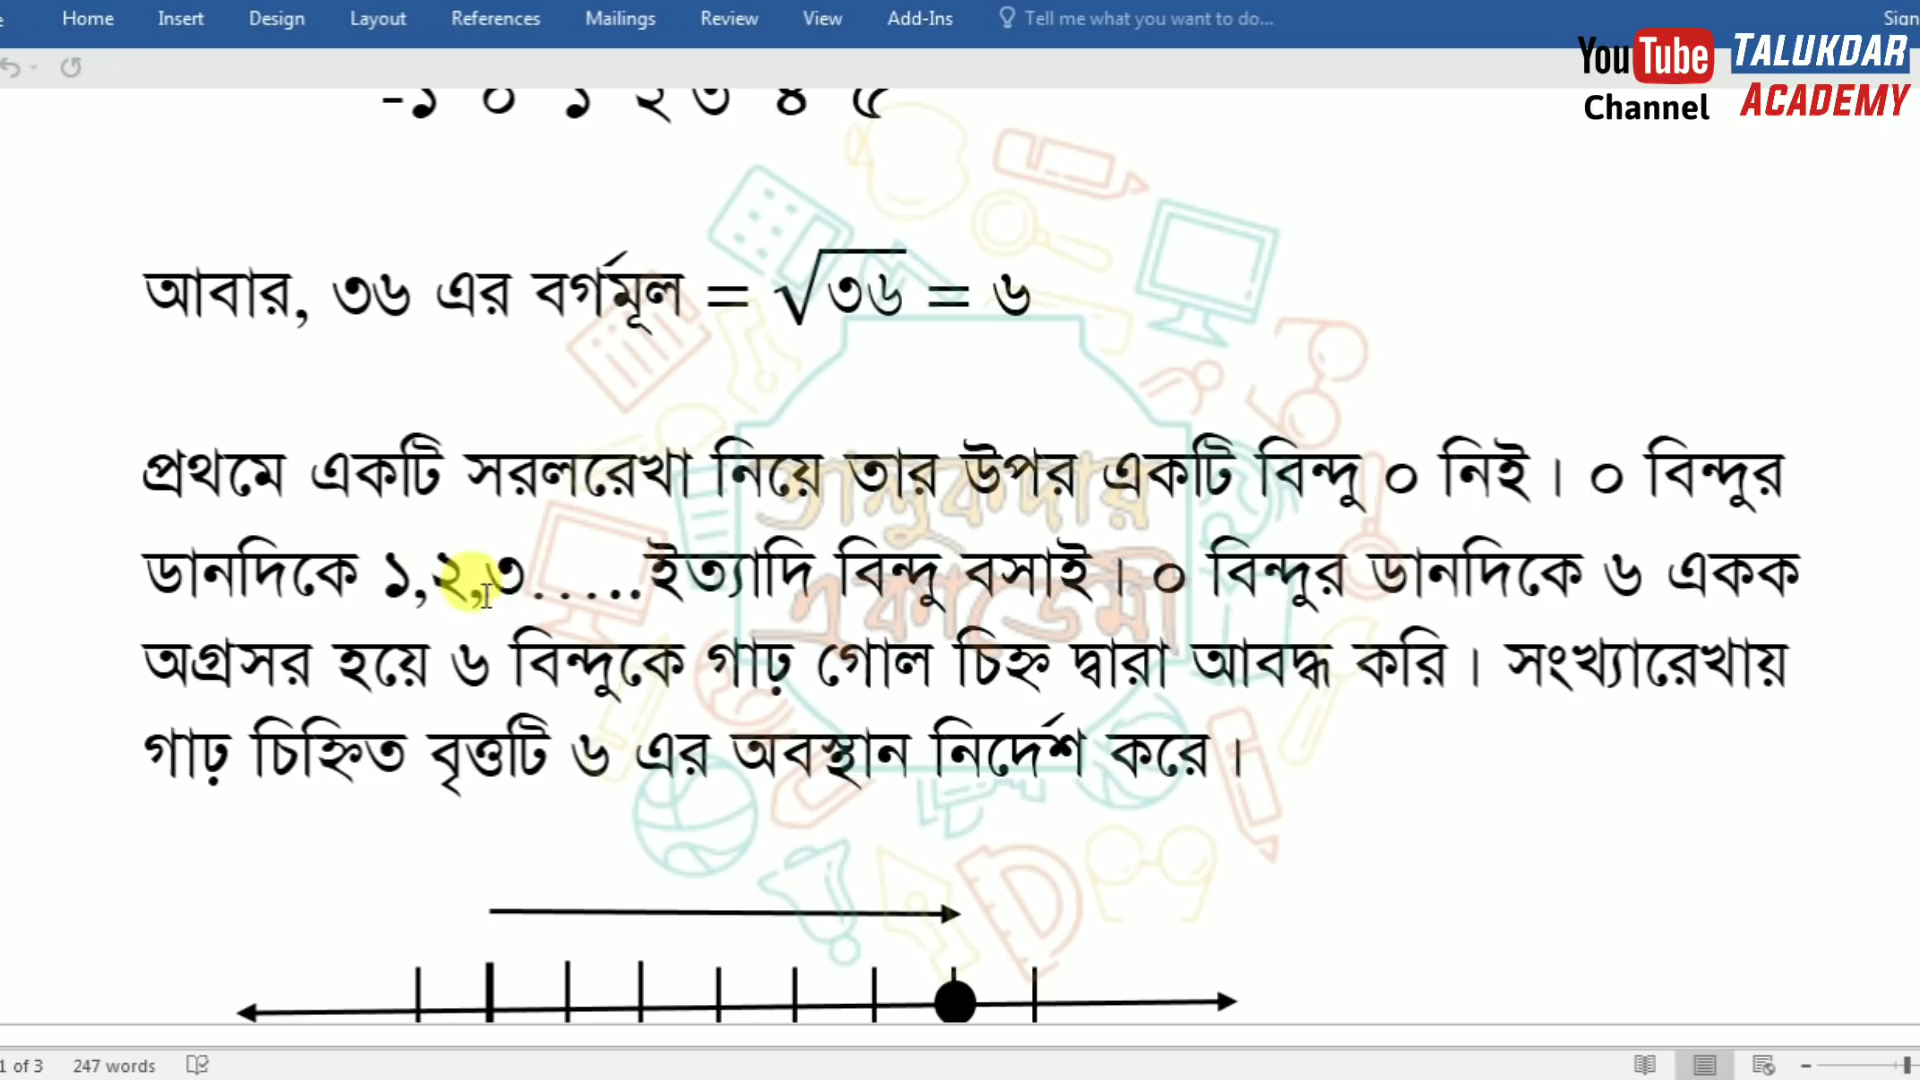 Home Insert Design Layout References Mailings Review View Add-Ins Tell me what you want to do... Sign
YouTube Channel
TALUKDAR ACADEMY
-১ ০ ১ ২ ৩ ৪ ৫
আবার, ৩৬ এর বর্গমূল = √৩৬ = ৬
প্রথমে একটি সরলরেখা নিয়ে তার উপর একটি বিন্দু ০ নিই। ০ বিন্দুর
ডানদিকে ১,২,৩.....ইত্যাদি বিন্দু বসাই। ০ বিন্দুর ডানদিকে ৬ একক
অগ্রসর হয়ে ৬ বিন্দুকে গাঢ় গোল চিহ্ন দ্বারা আবদ্ধ করি। সংখ্যারেখায়
গাঢ় চিহ্নিত বৃত্তটি ৬ এর অবস্থান নির্দেশ করে।
তালুকদার
একাডেমী
1 of 3 247 words